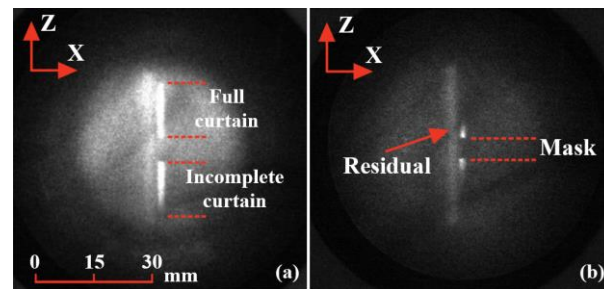 Z
X
Full
curtain
Incomplete
curtain
0 15 30
mm
(a)
Z
X
Residual
Mask
(b)